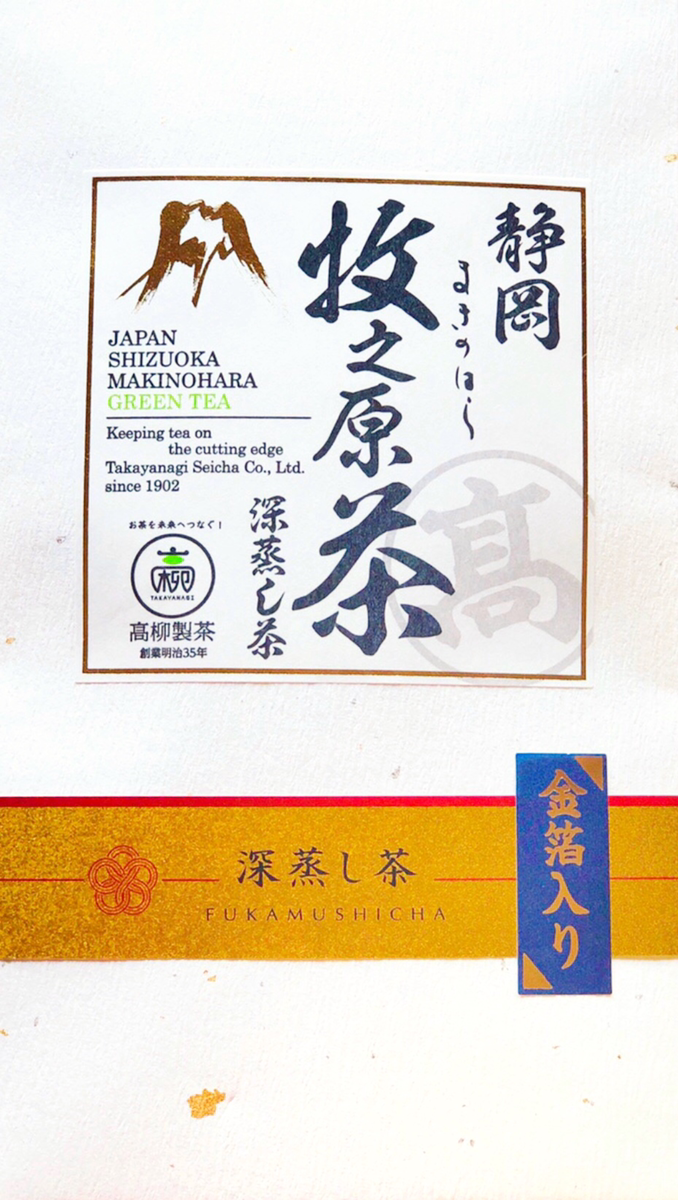 静岡
まきのはら
牧之原茶
深蒸し茶
JAPAN
SHIZUOKA
MAKINOHARA
GREEN TEA
Keeping tea on
the cutting edge
Takayanagi Seicha Co., Ltd.
since 1902
お茶を未来へつなぐ!
柳
TAKAYANAGI
髙柳製茶
創業明治35年
髙
深蒸し茶
FUKAMUSHICHA
金箔入り